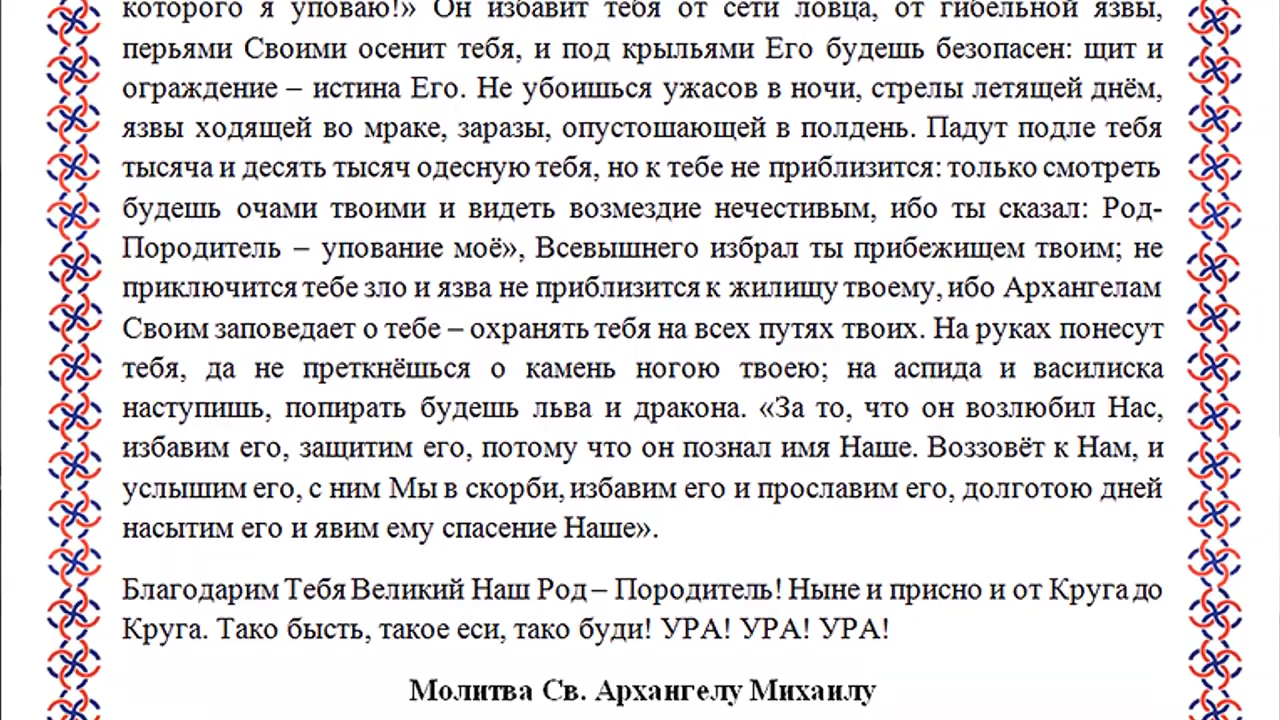 которого я уповаю!» Он избавит тебя от сети ловца, от гибельной язвы,
перьями Своими осенит тебя, и под крыльями Его будешь безопасен: щит и
ограждение – истина Его. Не убоишься ужасов в ночи, стрелы летящей днём,
язвы ходящей во мраке, заразы, опустошающей в полдень. Падут подле тебя
тысяча и десять тысяч одесную тебя, но к тебе не приблизится: только смотреть
будешь очами твоими и видеть возмездие нечестивым, ибо ты сказал: Род-
Породитель – упование моё», Всевышнего избрал ты прибежищем твоим; не
приключится тебе зло и язва не приблизится к жилищу твоему, ибо Архангелам
Своим заповедает о тебе – охранять тебя на всех путях твоих. На руках понесут
тебя, да не преткнёшься о камень ногою твоею; на аспида и василиска
наступишь, попирать будешь льва и дракона. «За то, что он возлюбил Нас,
избавим его, защитим его, потому что он познал имя Наше. Воззовёт к Нам, и
услышим его, с ним Мы в скорби, избавим его и прославим его, долготою дней
насытим его и явим ему спасение Наше».
Благодарим Тебя Великий Наш Род – Породитель! Ныне и присно и от Круга до
Круга. Тако бысть, такое еси, тако буди! УРА! УРА! УРА!
Молитва Св. Архангелу Михаилу